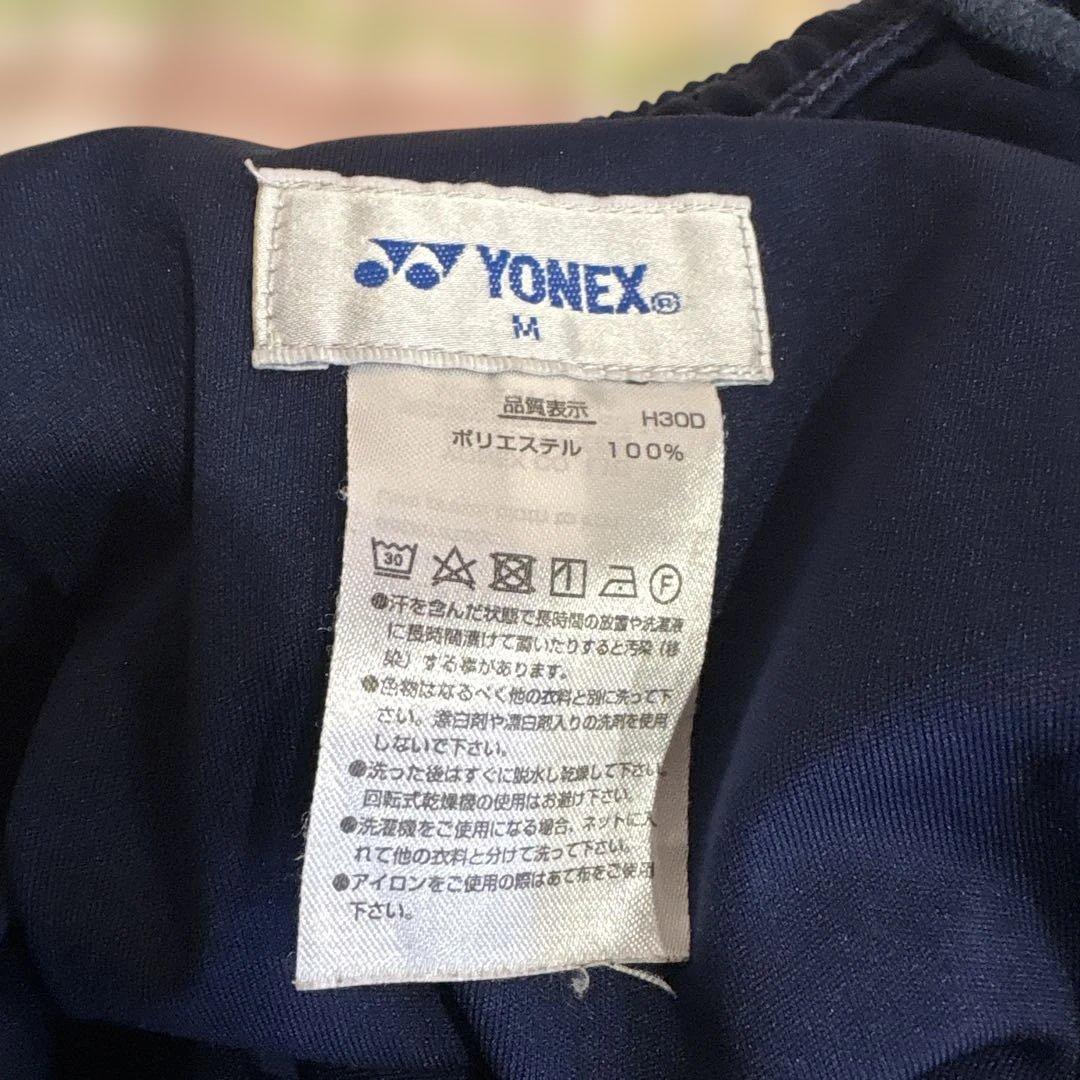 YONEX®
M
品質表示 H30D
ポリエステル 100%
30
F
●汗を含んだ状態で長時間の放置や洗濯液
に長時間漬けて置いたりすると汚染(移
染)する事があります。
●色物はなるべく他の衣料と別に洗って下
さい。漂白剤や漂白剤入りの洗剤を使用
しないで下さい。
●洗った後はすぐに脱水し乾燥して下さい。
回転式乾燥機の使用はお避け下さい。
●洗濯機をご使用になる場合、ネットに入
れて他の衣料と分けて洗って下さい。
●アイロンをご使用の際はあて布をご使用
下さい。